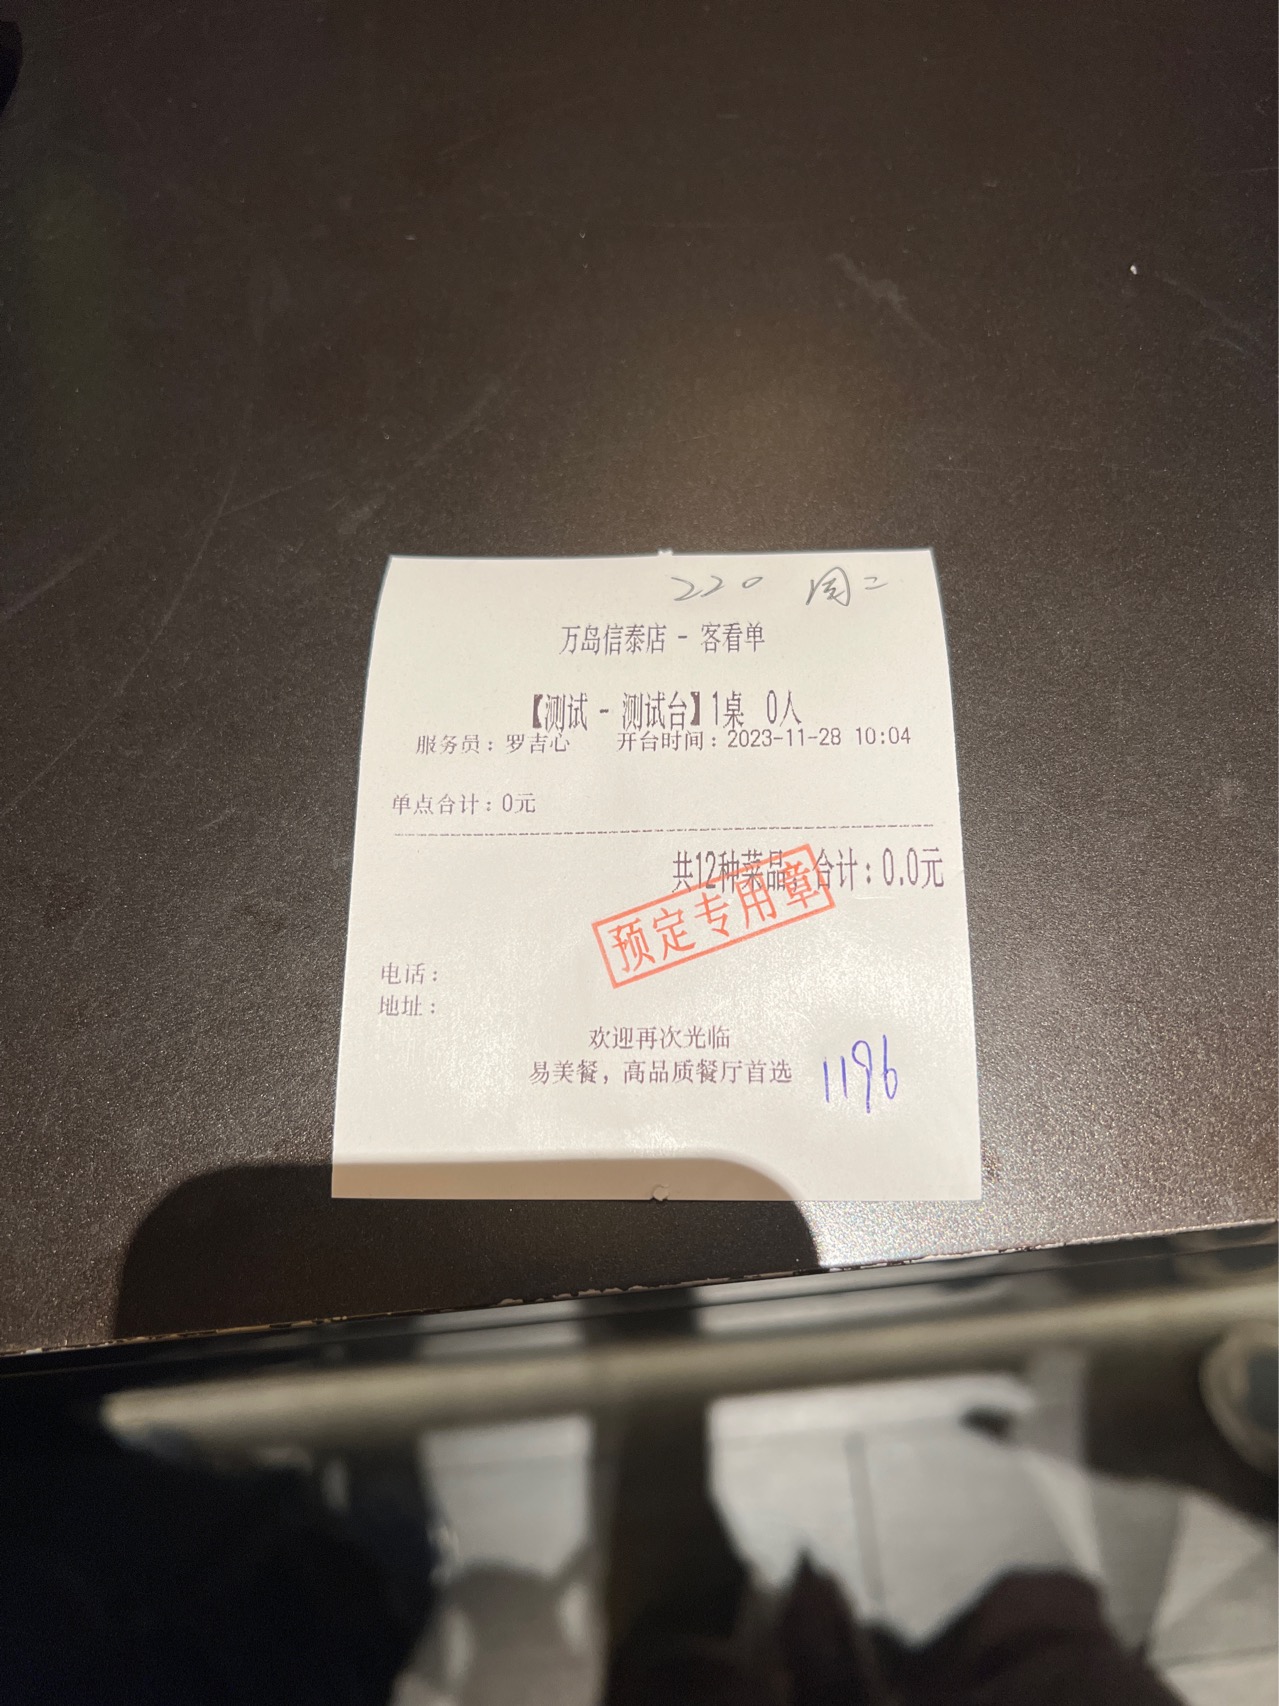 220 周二
万岛信泰店 - 客看单
【测试 - 测试台】1桌 0人
服务员：罗吉心 开台时间：2023-11-28 10:04
单点合计：0元
共12种菜品，合计：0.0元
预定专用章
电话：
地址：
欢迎再次光临
易美餐，高品质餐厅首选
1196